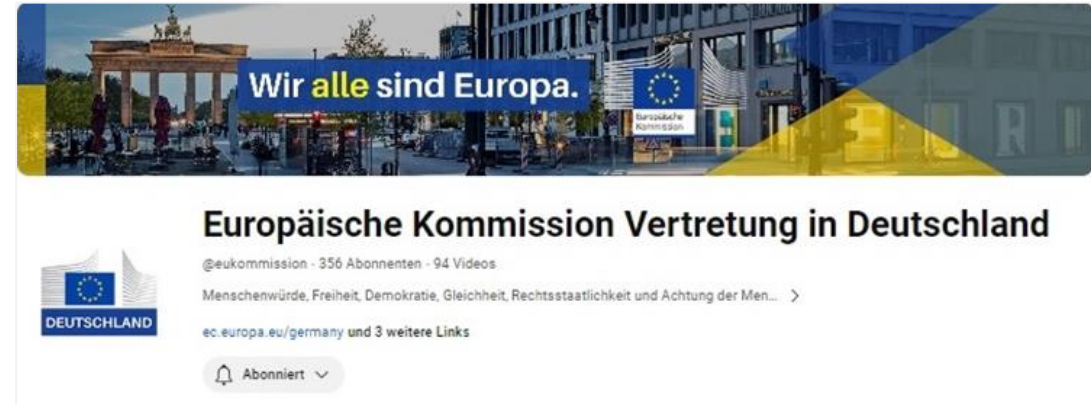 Wir alle sind Europa.
Europäische
Kommission
EUR
Europäische Kommission Vertretung in Deutschland
@eukommission - 356 Abonnenten - 94 Videos
Menschenwürde, Freiheit, Demokratie, Gleichheit, Rechtsstaatlichkeit und Achtung der Men...
DEUTSCHLAND
ec.europa.eu/germany und 3 weitere Links
Abonniert